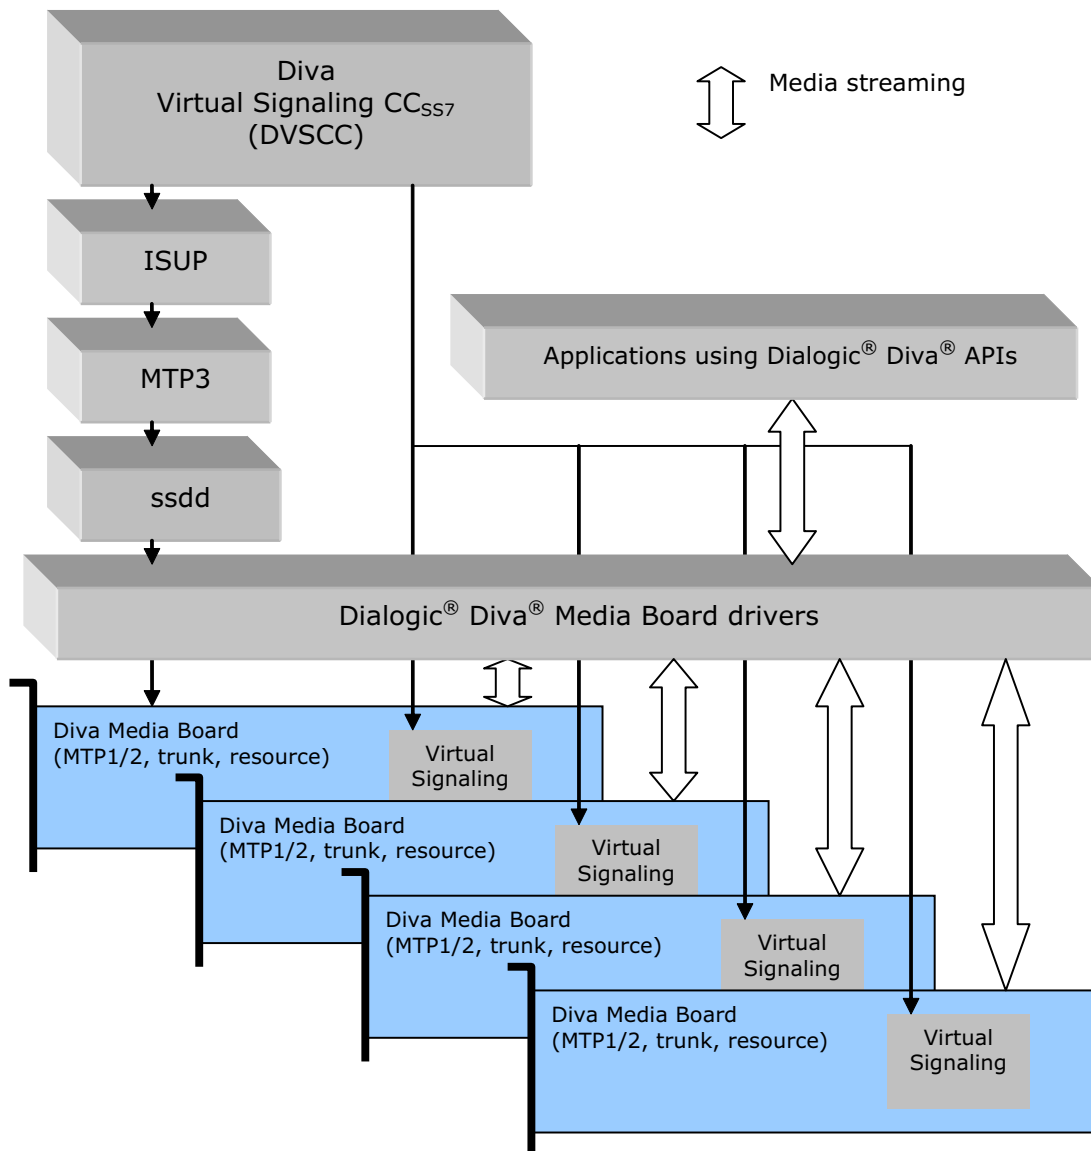 Diva
Virtual Signaling CCSS7
(DVSCC)
Media streaming
ISUP
MTP3
Applications using Dialogic® Diva® APIs
ssdd
Dialogic® Diva® Media Board drivers
Diva Media Board
(MTP1/2, trunk, resource)
Virtual
Signaling
Diva Media Board
(MTP1/2, trunk, resource)
Virtual
Signaling
Diva Media Board
(MTP1/2, trunk, resource)
Virtual
Signaling
Diva Media Board
(MTP1/2, trunk, resource)
Virtual
Signaling